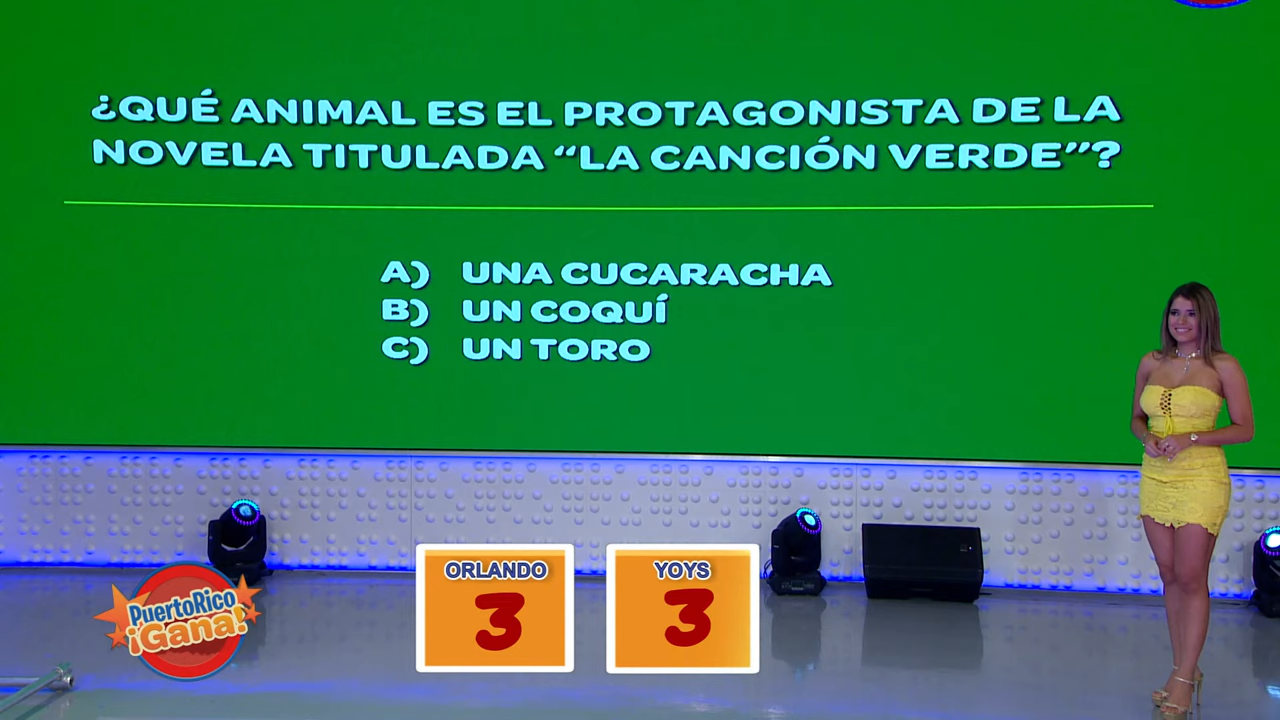 ¿QUÉ ANIMAL ES EL PROTAGONISTA DE LA
NOVELA TITULADA “LA CANCIÓN VERDE”?
A) UNA CUCARACHA
B) UN COQUÍ
C) UN TORO
ORLANDO
3
YOYS
3
PuertoRico
¡Gana!